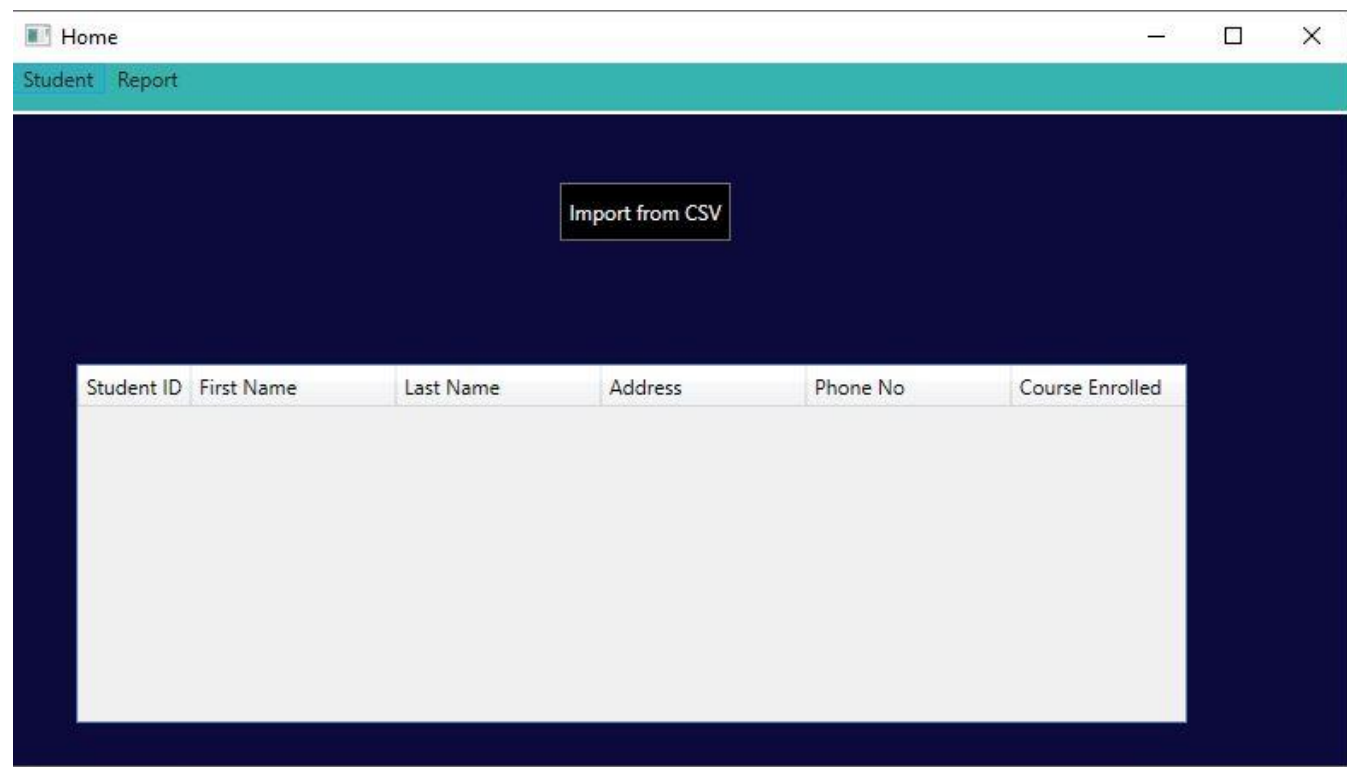 Home
Student Report
Import from CSV
Student ID First Name Last Name Address Phone No Course Enrolled